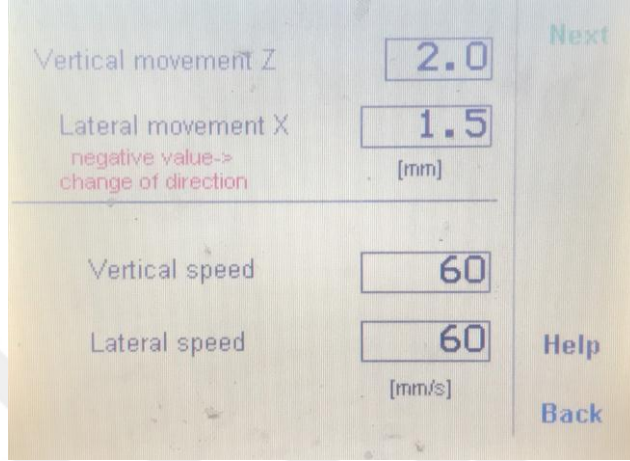 Next
Vertical movement Z 2.0
Lateral movement X 1.5
negative value-> [mm]
change of direction
Vertical speed 60
Lateral speed 60
Help
[mm/s]
Back